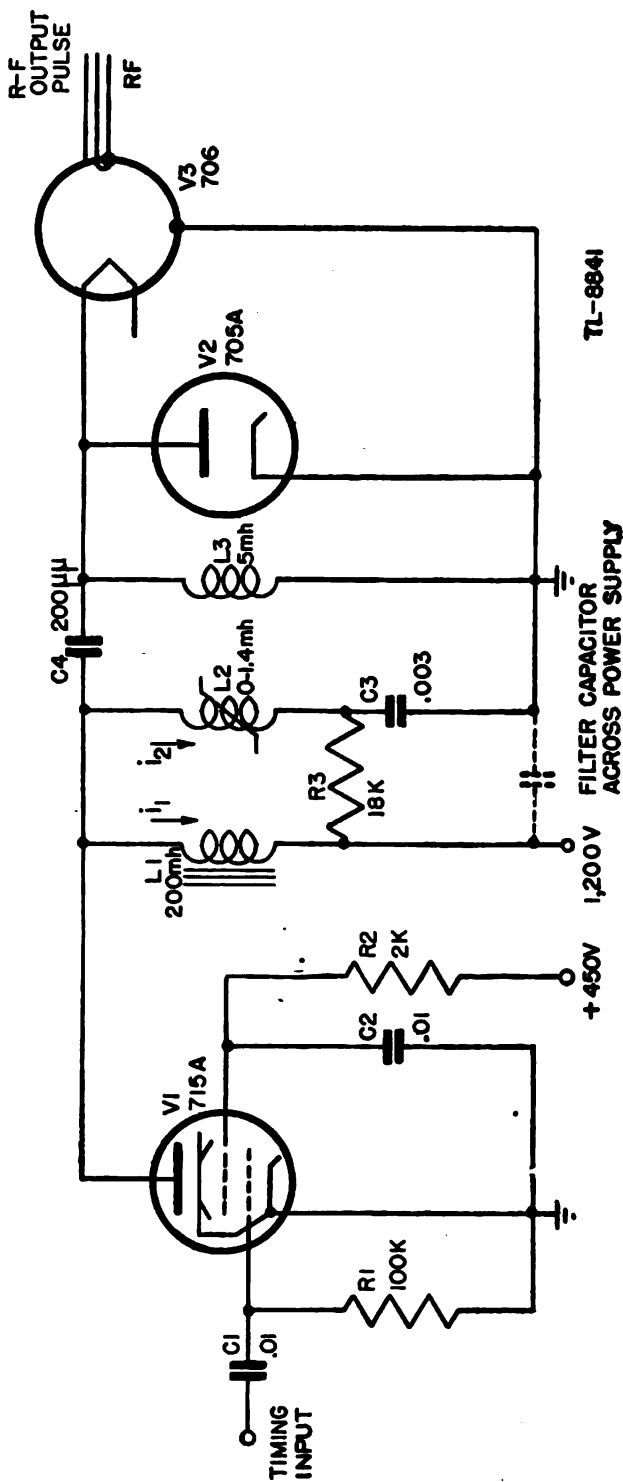 TIMING
INPUT
C1
.01
R1
100K
V1
715A
C2
.01
R2
2K
+450V
L1
200mh
i1
1,200V
R3
18K
i2
L2
0-1.4mh
C3
.003
FILTER CAPACITOR
ACROSS POWER SUPPLY
C4
200µµ
L3
5mh
V2
705A
V3
706
R-F
OUTPUT
PULSE
RF
TL-8841